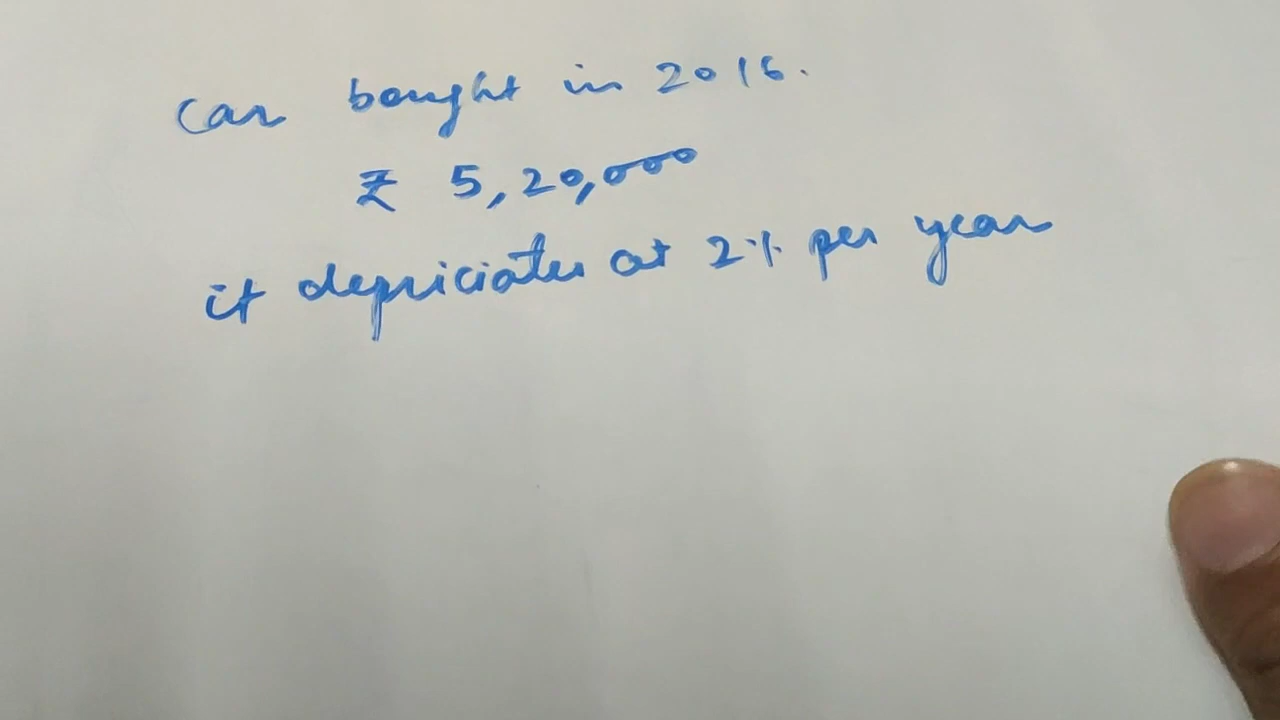 Car bought in 2016.
₹ 5,20,000
it depriciates at 2% per year